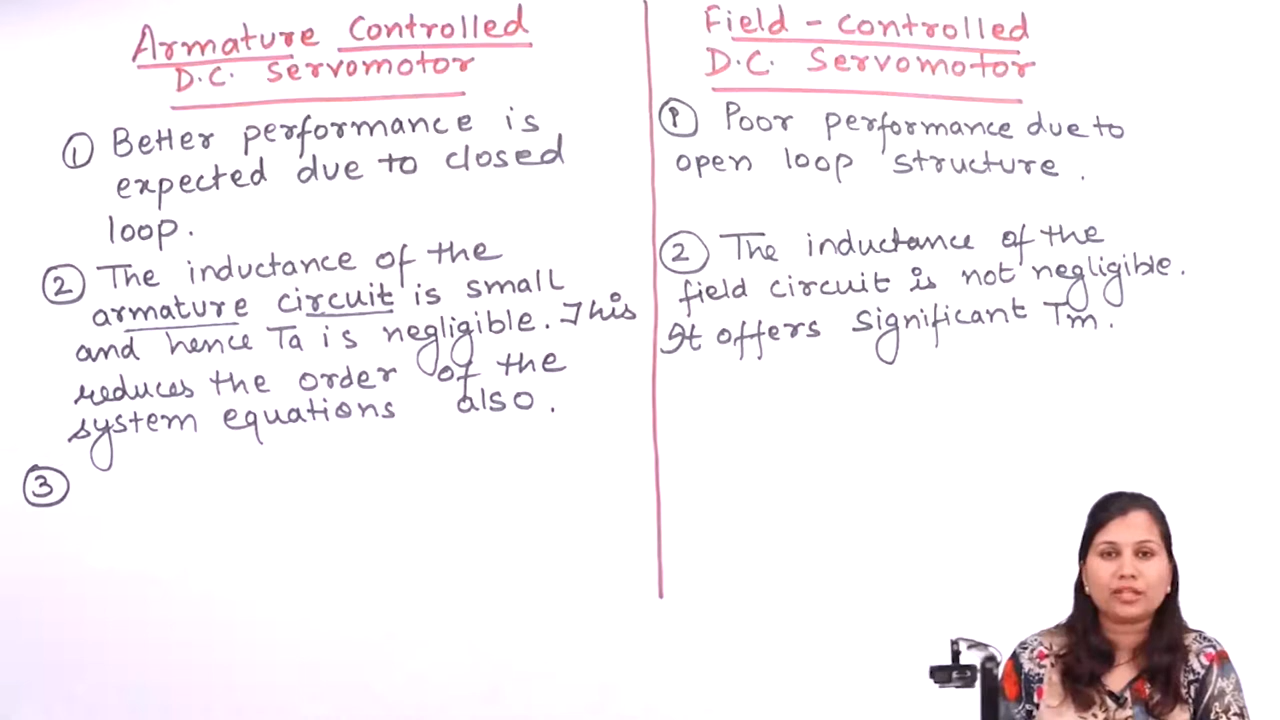 Armature Controlled
D.C. Servomotor
① Better performance is
expected due to closed
loop.
② The inductance of the
armature circuit is small
and hence Ta is negligible. This
reduces the order of the
system equations also.
③
Field - controlled
D.C. Servomotor
① Poor performance due to
open loop structure.
② The inductance of the
field circuit is not negligible.
It offers significant Tm.